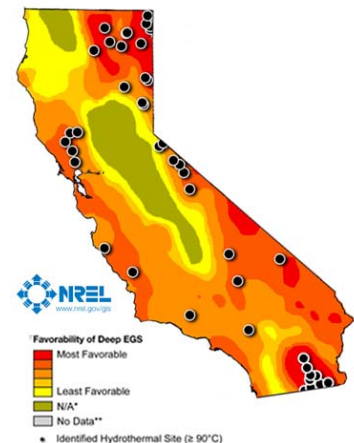 NREL
www.nrel.gov/gis
Favorability of Deep EGS
Most Favorable
Least Favorable
N/A*
No Data**
Identified Hydrothermal Site (≥ 90°C)